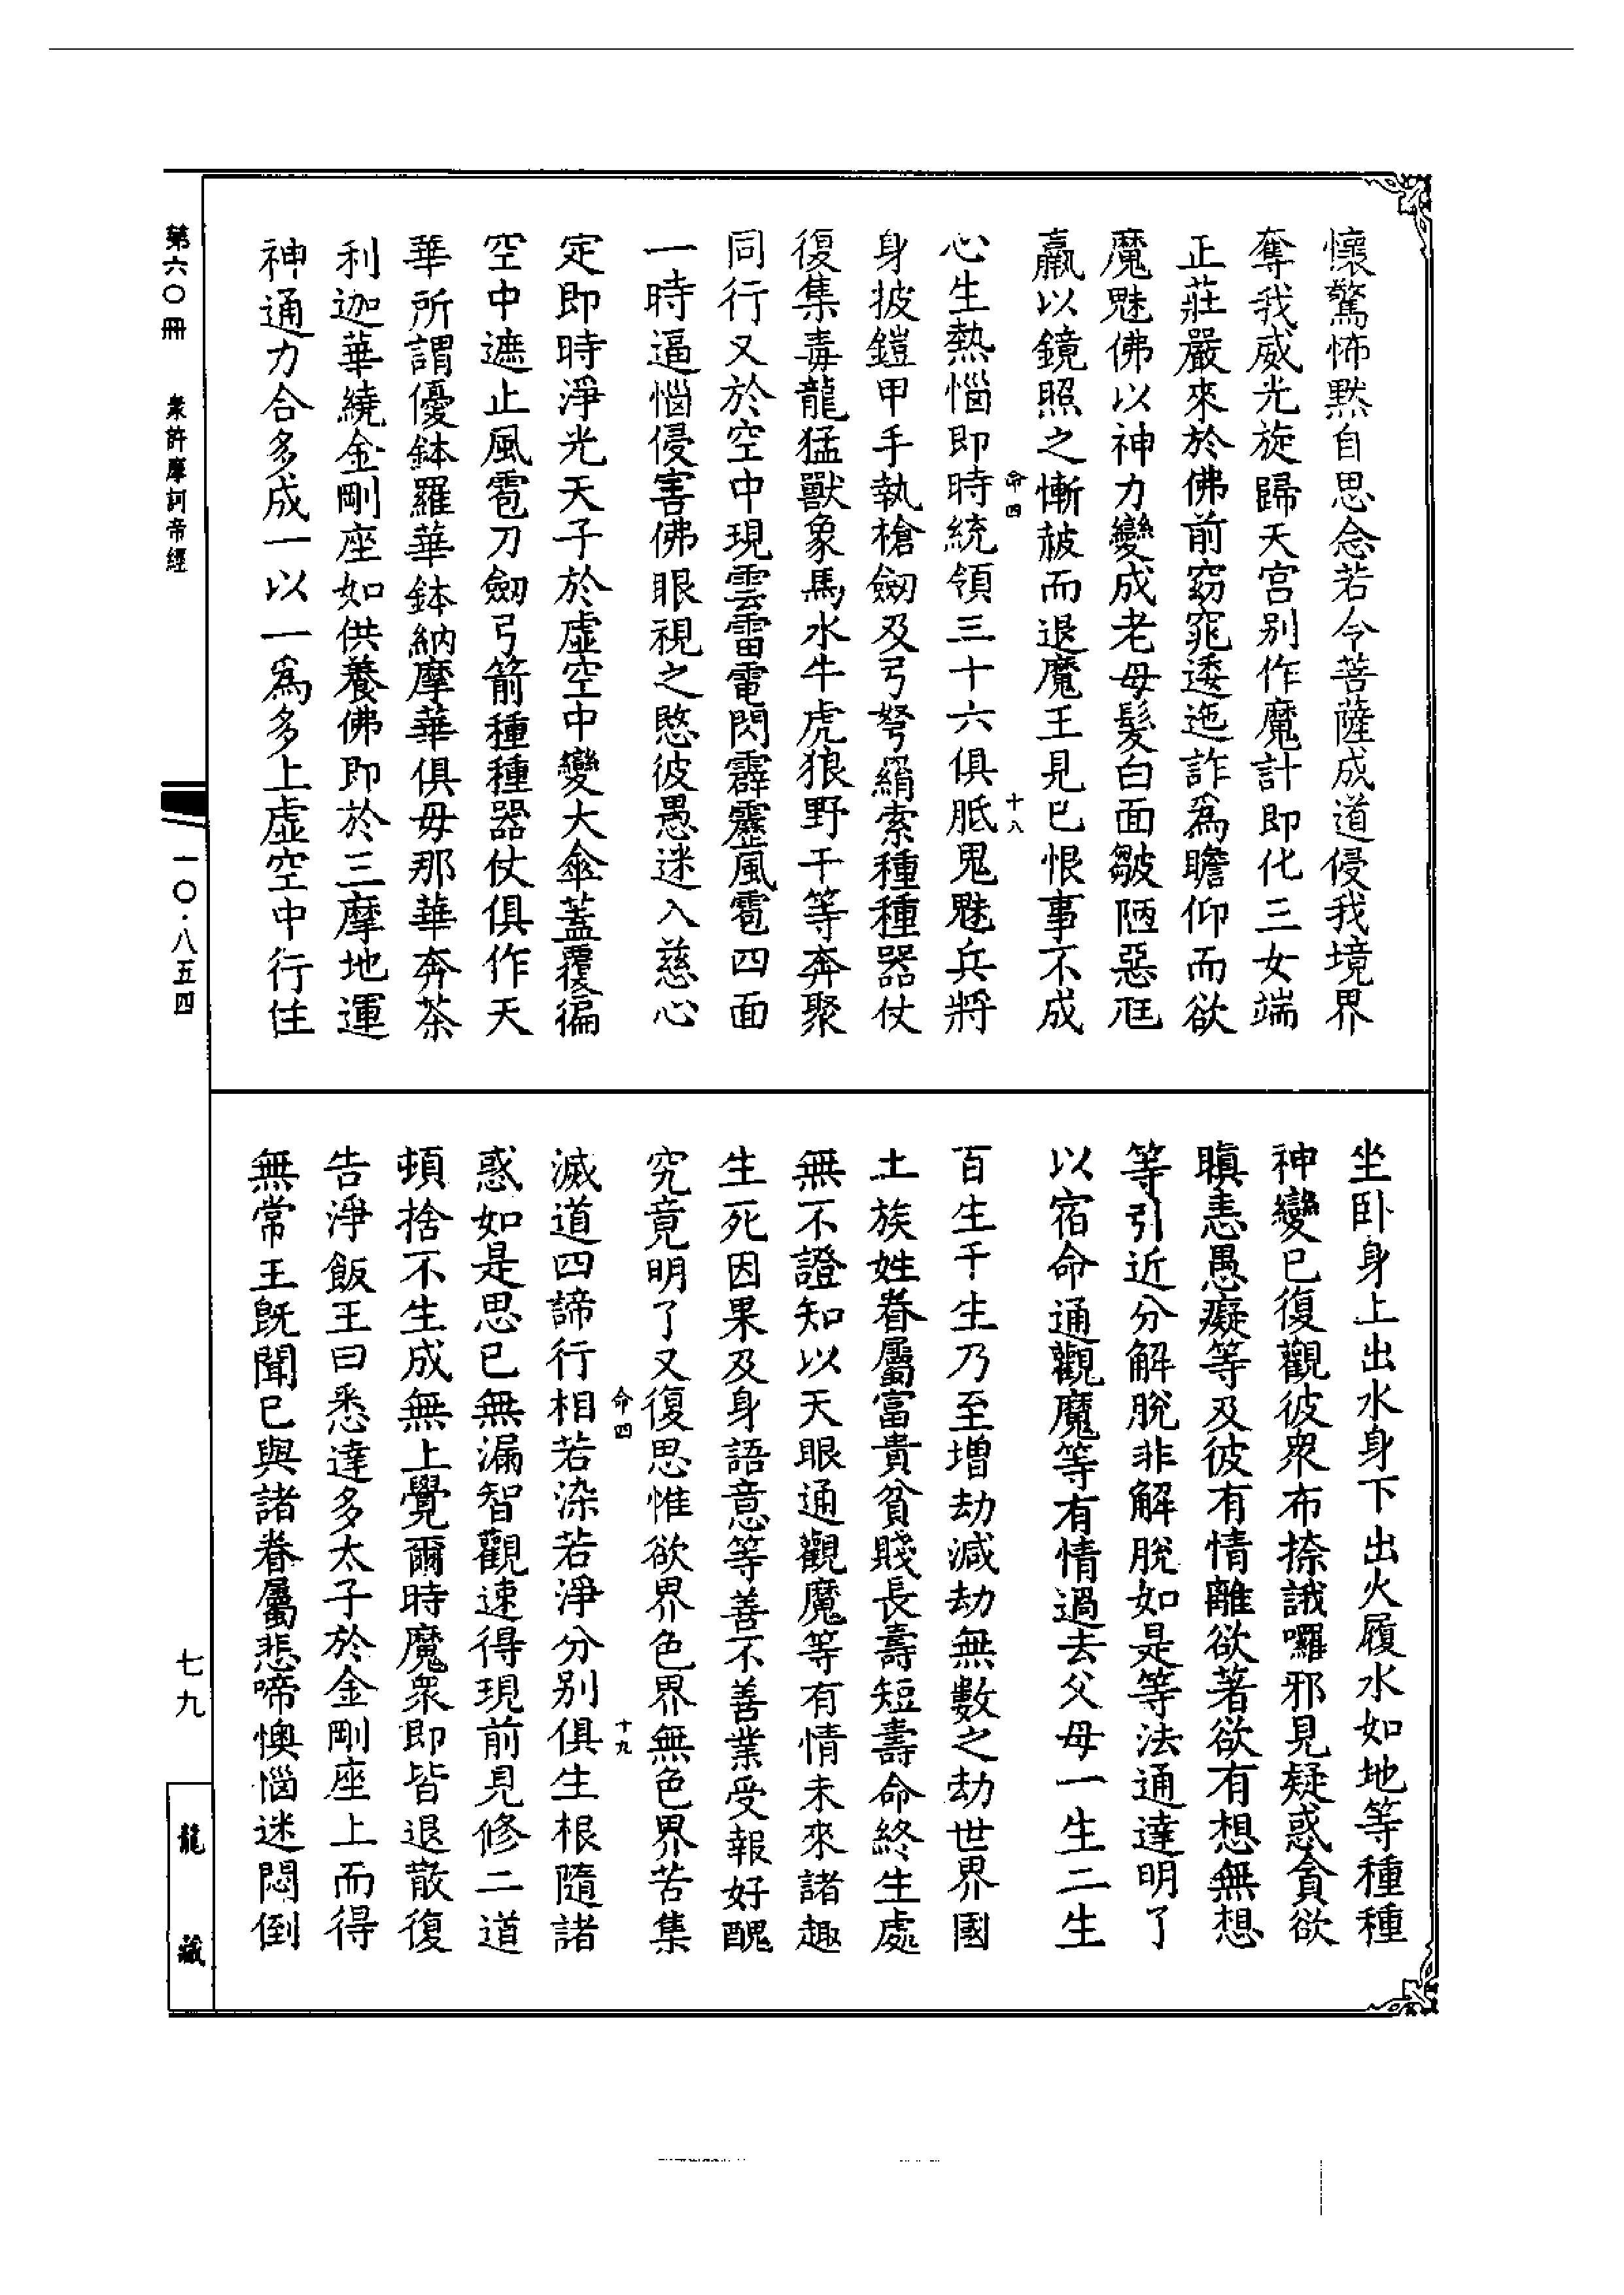 懷驚怖默自思念若令菩薩成道侵我境界
奪我威光旋歸天宮別作魔計即化三女端
正莊嚴來於佛前窈窕逶迤詐爲瞻仰而欲
魔魅佛以神力變成老母髮白面皺陋惡尫
羸以鏡照之慚赧而退魔王見已恨事不成
命四
十八
心生熱惱即時統領三十六俱胝鬼魅兵將
身披鎧甲手執槍劒及弓弩羂索種種器仗
復集毒龍猛獸象馬水牛虎狼野干等奔聚
同行又於空中現雲雷電閃霹靂風雹四面
一時逼惱侵害佛眼視之愍彼愚迷入慈心
定即時淨光天子於虛空中變大傘蓋覆徧
空中遮止風雹刀劒弓箭種種器仗俱作天
華所謂優鉢羅華鉢納摩華俱毋那華奔茶
利迦華繞金剛座如供養佛即於三摩地運
神通力合多成一以一爲多上虛空中行住
坐卧身上出水身下出火履水如地等種種
神變已復觀彼衆布捺誐囉邪見疑惑貪欲
瞋恚愚癡等及彼有情離欲著欲有想無想
等引近分解脫非解脫如是等法通達明了
以宿命通觀魔等有情過去父母一生二生
百生千生乃至增劫減劫無數之劫世界國
土族姓眷屬富貴貧賤長壽短壽命終生處
無不證知以天眼通觀魔等有情未來諸趣
生死因果及身語意等善不善業受報好醜
究竟明了又復思惟欲界色界無色界苦集
命四
十九
滅道四諦行相若染若淨分別俱生根隨諸
惑如是思已無漏智觀速得現前見修二道
頓捨不生成無上覺爾時魔衆即皆退散復
告淨飯王曰悉達多太子於金剛座上而得
無常王旣聞已與諸眷屬悲啼懊惱迷悶倒
第六〇冊 衆許摩訶帝經
一〇·八五四
七九
龍藏